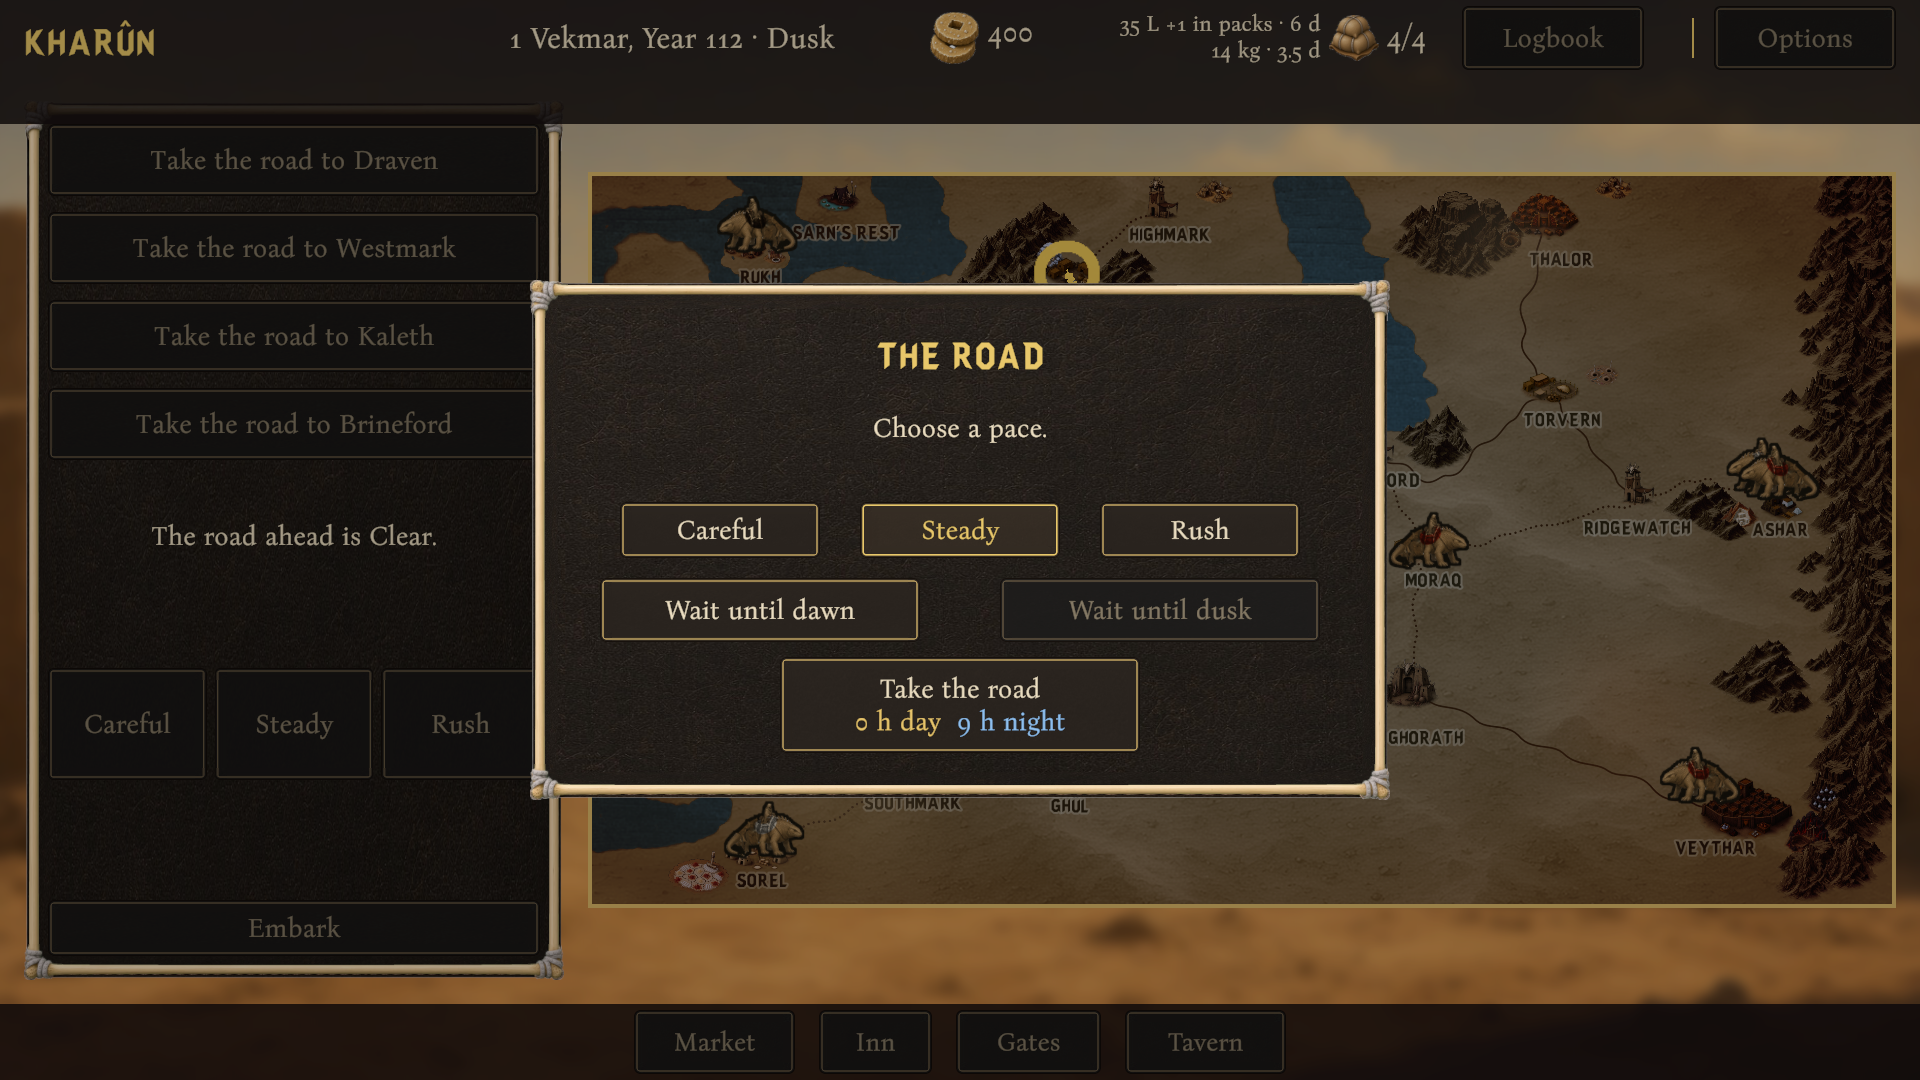 KHARÛN
1 Vekmar, Year 112 · Dusk
400
35 L +1 in packs · 6 d
14 kg · 3.5 d
4/4
Logbook
Options
Take the road to Draven
Take the road to Westmark
Take the road to Kaleth
Take the road to Brineford
The road ahead is Clear.
Careful
Steady
Rush
Embark
SARN'S REST
RUKH
HIGHMARK
THALOR
TORVERN
ORD
RIDGEWATCH
ASHAR
MORAQ
GHORATH
VEYTHAR
SOUTHMARK
GHUL
SOREL
THE ROAD
Choose a pace.
Careful
Steady
Rush
Wait until dawn
Wait until dusk
Take the road
0 h day 9 h night
Market
Inn
Gates
Tavern